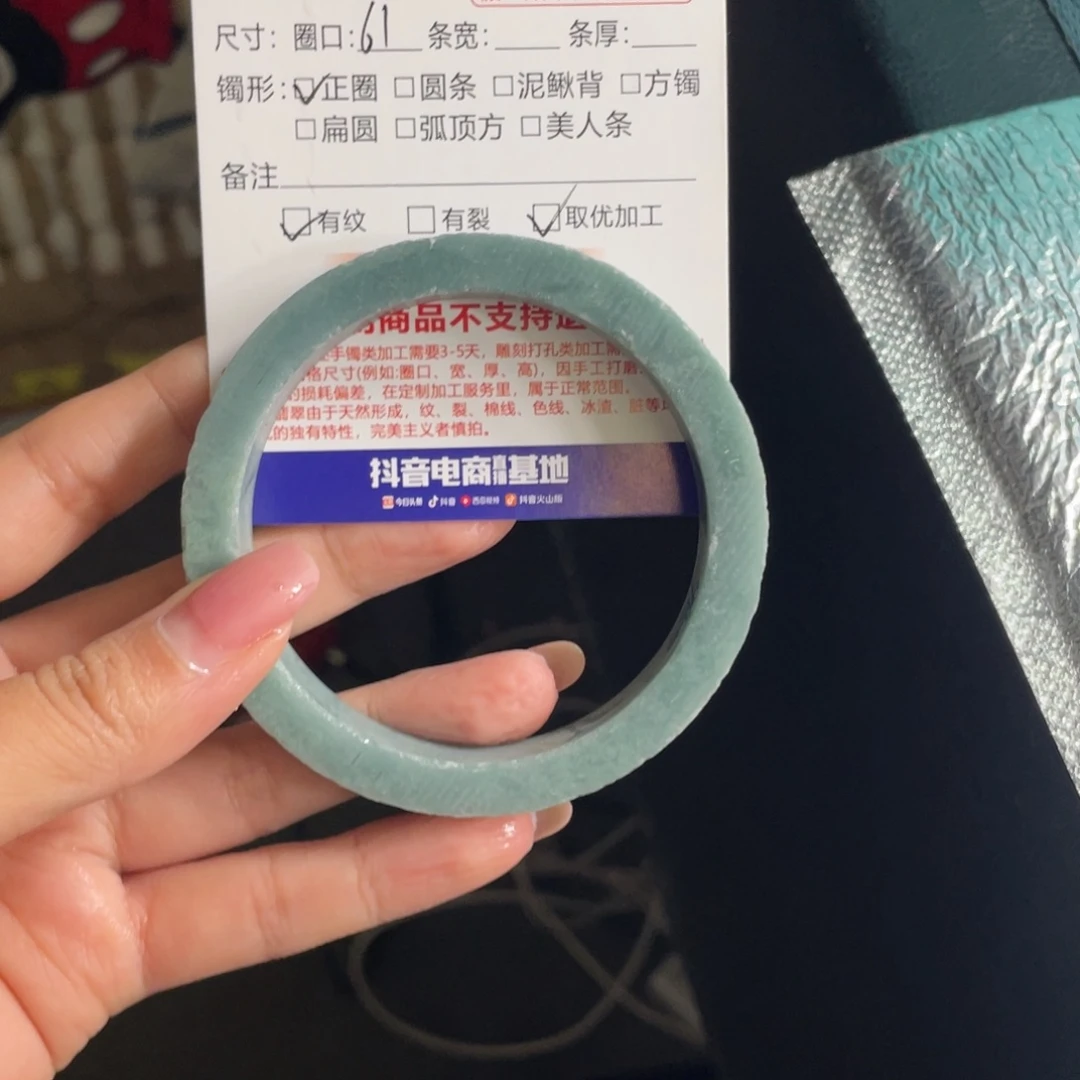 尺寸: 圈口: 61 条宽: 条厚:
镯形: 正圈 圆条 泥鳅背 方镯
扁圆 弧顶方 美人条
备注
有纹 有裂 取优加工
商品不支持退
手镯类加工需要3-5天，雕刻打孔类加工需
格尺寸(例如:圈口、宽、厚、高)，因手工打磨
的损耗偏差，在定制加工服务里，属于正常范围。
翡翠由于天然形成，纹、裂、棉线、色线、冰渣、脏等
的独有特性，完美主义者慎拍。
抖音电商直播基地
今日头条 抖音 西瓜视频 抖音火山版